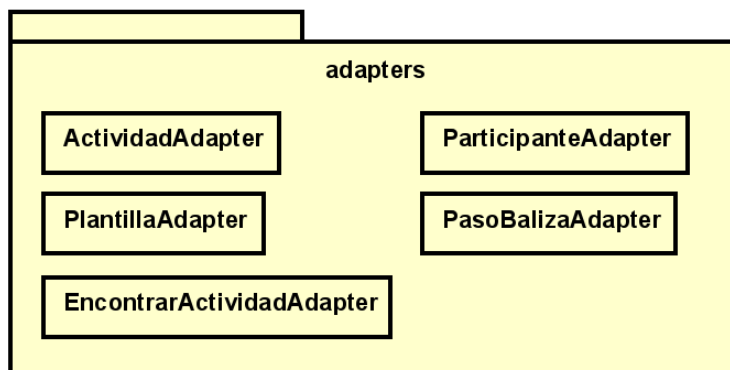 adapters
ActividadAdapter
ParticipanteAdapter
PlantillaAdapter
PasoBalizaAdapter
EncontrarActividadAdapter